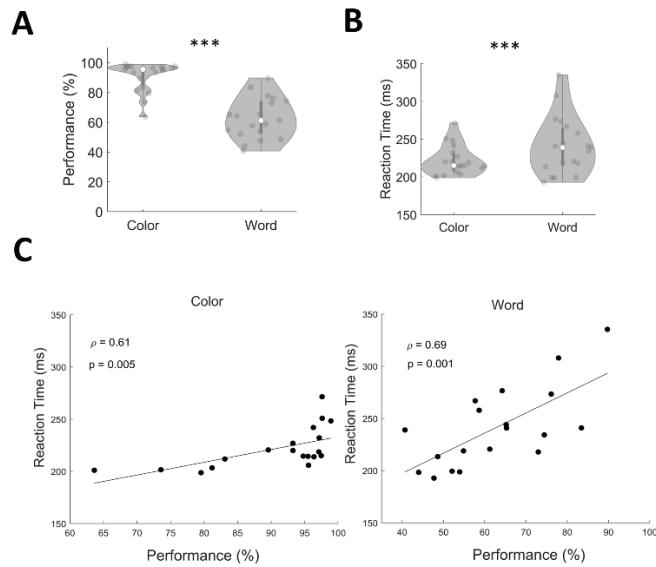 A
***
Performance (%)
100
80
60
40
20
0
Color Word
B
***
Reaction Time (ms)
350
300
250
200
150
Color Word
C
Color
ρ = 0.61
p = 0.005
Reaction Time (ms)
350
300
250
200
150
60 65 70 75 80 85 90 95 100
Performance (%)
Word
ρ = 0.69
p = 0.001
Reaction Time (ms)
350
300
250
200
150
40 50 60 70 80 90 100
Performance (%)